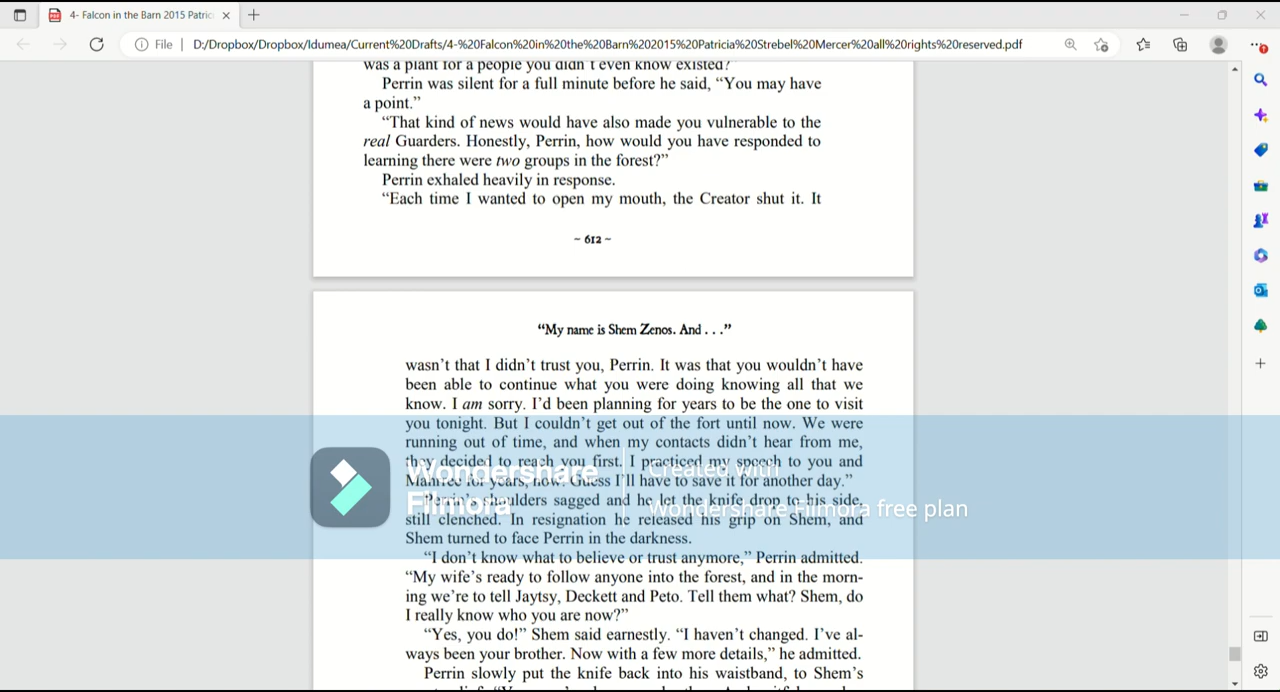 4- Falcon in the Barn 2015 Patric
File | D:/Dropbox/Dropbox/Idumea/Current%20Drafts/4-%20Falcon%20in%20the%20Barn%202015%20Patricia%20Strebel%20Mercer%20all%20rights%20reserved.pdf
was a plant for a people you didn't even know existed?"
Perrin was silent for a full minute before he said, “You may have
a point.”
“That kind of news would have also made you vulnerable to the
real Guarders. Honestly, Perrin, how would you have responded to
learning there were two groups in the forest?”
Perrin exhaled heavily in response.
“Each time I wanted to open my mouth, the Creator shut it. It
~ 612 ~
“My name is Shem Zenos. And . . .”
wasn’t that I didn’t trust you, Perrin. It was that you wouldn’t have
been able to continue what you were doing knowing all that we
know. I am sorry. I’d been planning for years to be the one to visit
you tonight. But I couldn’t get out of the fort until now. We were
running out of time, and when my contacts didn’t hear from me,
they decided to reach you first. I practiced my speech to you and
Mahrree for years, now. Guess I’ll have to save it for another day.”
Perrin’s shoulders sagged and he let the knife drop to his side,
still clenched. In resignation he released his grip on Shem, and
Shem turned to face Perrin in the darkness.
“I don’t know what to believe or trust anymore,” Perrin admitted.
“My wife’s ready to follow anyone into the forest, and in the morn-
ing we’re to tell Jaytsy, Deckett and Peto. Tell them what? Shem, do
I really know who you are now?”
“Yes, you do!” Shem said earnestly. “I haven’t changed. I’ve al-
ways been your brother. Now with a few more details,” he admitted.
Perrin slowly put the knife back into his waistband, to Shem’s
Wondershare
Filmora
Created with
Wondershare Filmora free plan